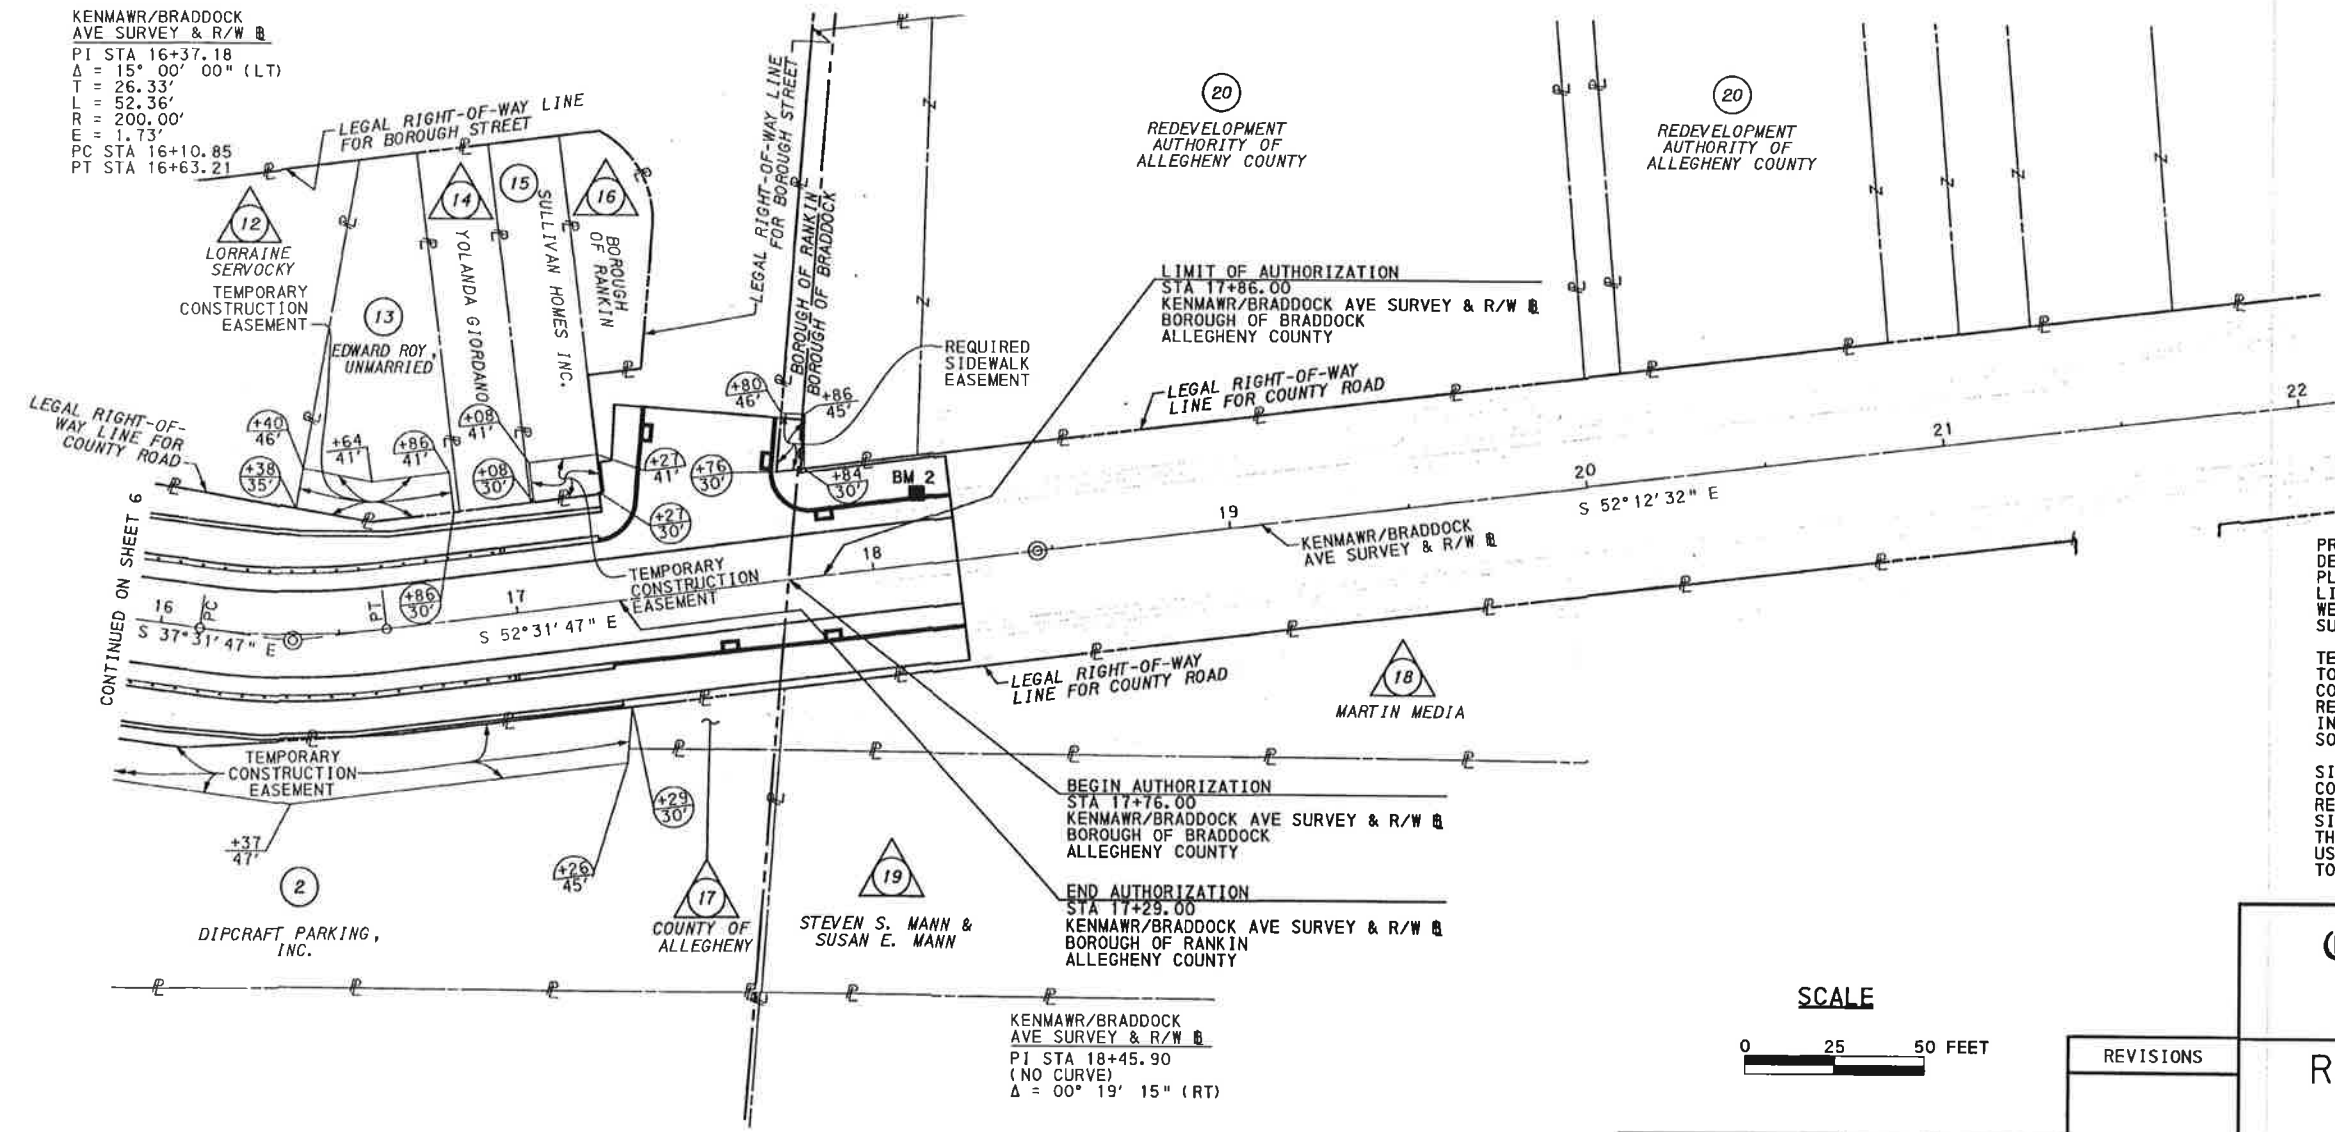 KENMAWR/BRADDOCK
AVE SURVEY & R/W ℄
PI STA 16+37.18
Δ = 15° 00' 00" (LT)
T = 26.33'
L = 52.36'
R = 200.00'
E = 1.73'
PC STA 16+10.85
PT STA 16+63.21
LEGAL RIGHT-OF-WAY LINE
FOR BOROUGH STREET
12
LORRAINE
SERVOCKY
TEMPORARY
CONSTRUCTION
EASEMENT
13
EDWARD ROY,
UNMARRIED
14
YOLANDA GIORDANO
15
SULLIVAN HOMES INC.
16
BOROUGH
OF RANKIN
LEGAL RIGHT-OF-WAY LINE
FOR BOROUGH STREET
BOROUGH OF RANKIN
BOROUGH OF BRADDOCK
20
REDEVELOPMENT
AUTHORITY OF
ALLEGHENY COUNTY
20
REDEVELOPMENT
AUTHORITY OF
ALLEGHENY COUNTY
LIMIT OF AUTHORIZATION
STA 17+86.00
KENMAWR/BRADDOCK AVE SURVEY & R/W ℄
BOROUGH OF BRADDOCK
ALLEGHENY COUNTY
REQUIRED
SIDEWALK
EASEMENT
LEGAL RIGHT-OF-WAY
LINE FOR COUNTY ROAD
LEGAL RIGHT-OF-
WAY LINE FOR
COUNTY ROAD
+40
46'
+38
35'
+64
41'
+86
41'
+08
41'
+08
30'
+27
41'
+76
30'
+80
46'
+86
45'
+84
30'
+27
30'
+86
30'
BM 2
CONTINUED ON SHEET 6
16
PC
PT
17
18
19
20
21
22
S 37°31'47" E
S 52°31'47" E
S 52°12'32" E
TEMPORARY
CONSTRUCTION
EASEMENT
KENMAWR/BRADDOCK
AVE SURVEY & R/W ℄
LEGAL RIGHT-OF-WAY
LINE FOR COUNTY ROAD
18
MARTIN MEDIA
TEMPORARY
CONSTRUCTION
EASEMENT
+37
47'
+26
45'
+29
30'
2
DIPCRAFT PARKING,
INC.
17
COUNTY OF
ALLEGHENY
19
STEVEN S. MANN &
SUSAN E. MANN
BEGIN AUTHORIZATION
STA 17+76.00
KENMAWR/BRADDOCK AVE SURVEY & R/W ℄
BOROUGH OF BRADDOCK
ALLEGHENY COUNTY
END AUTHORIZATION
STA 17+29.00
KENMAWR/BRADDOCK AVE SURVEY & R/W ℄
BOROUGH OF RANKIN
ALLEGHENY COUNTY
KENMAWR/BRADDOCK
AVE SURVEY & R/W ℄
PI STA 18+45.90
(NO CURVE)
Δ = 00° 19' 15" (RT)
SCALE
0 25 50 FEET
REVISIONS